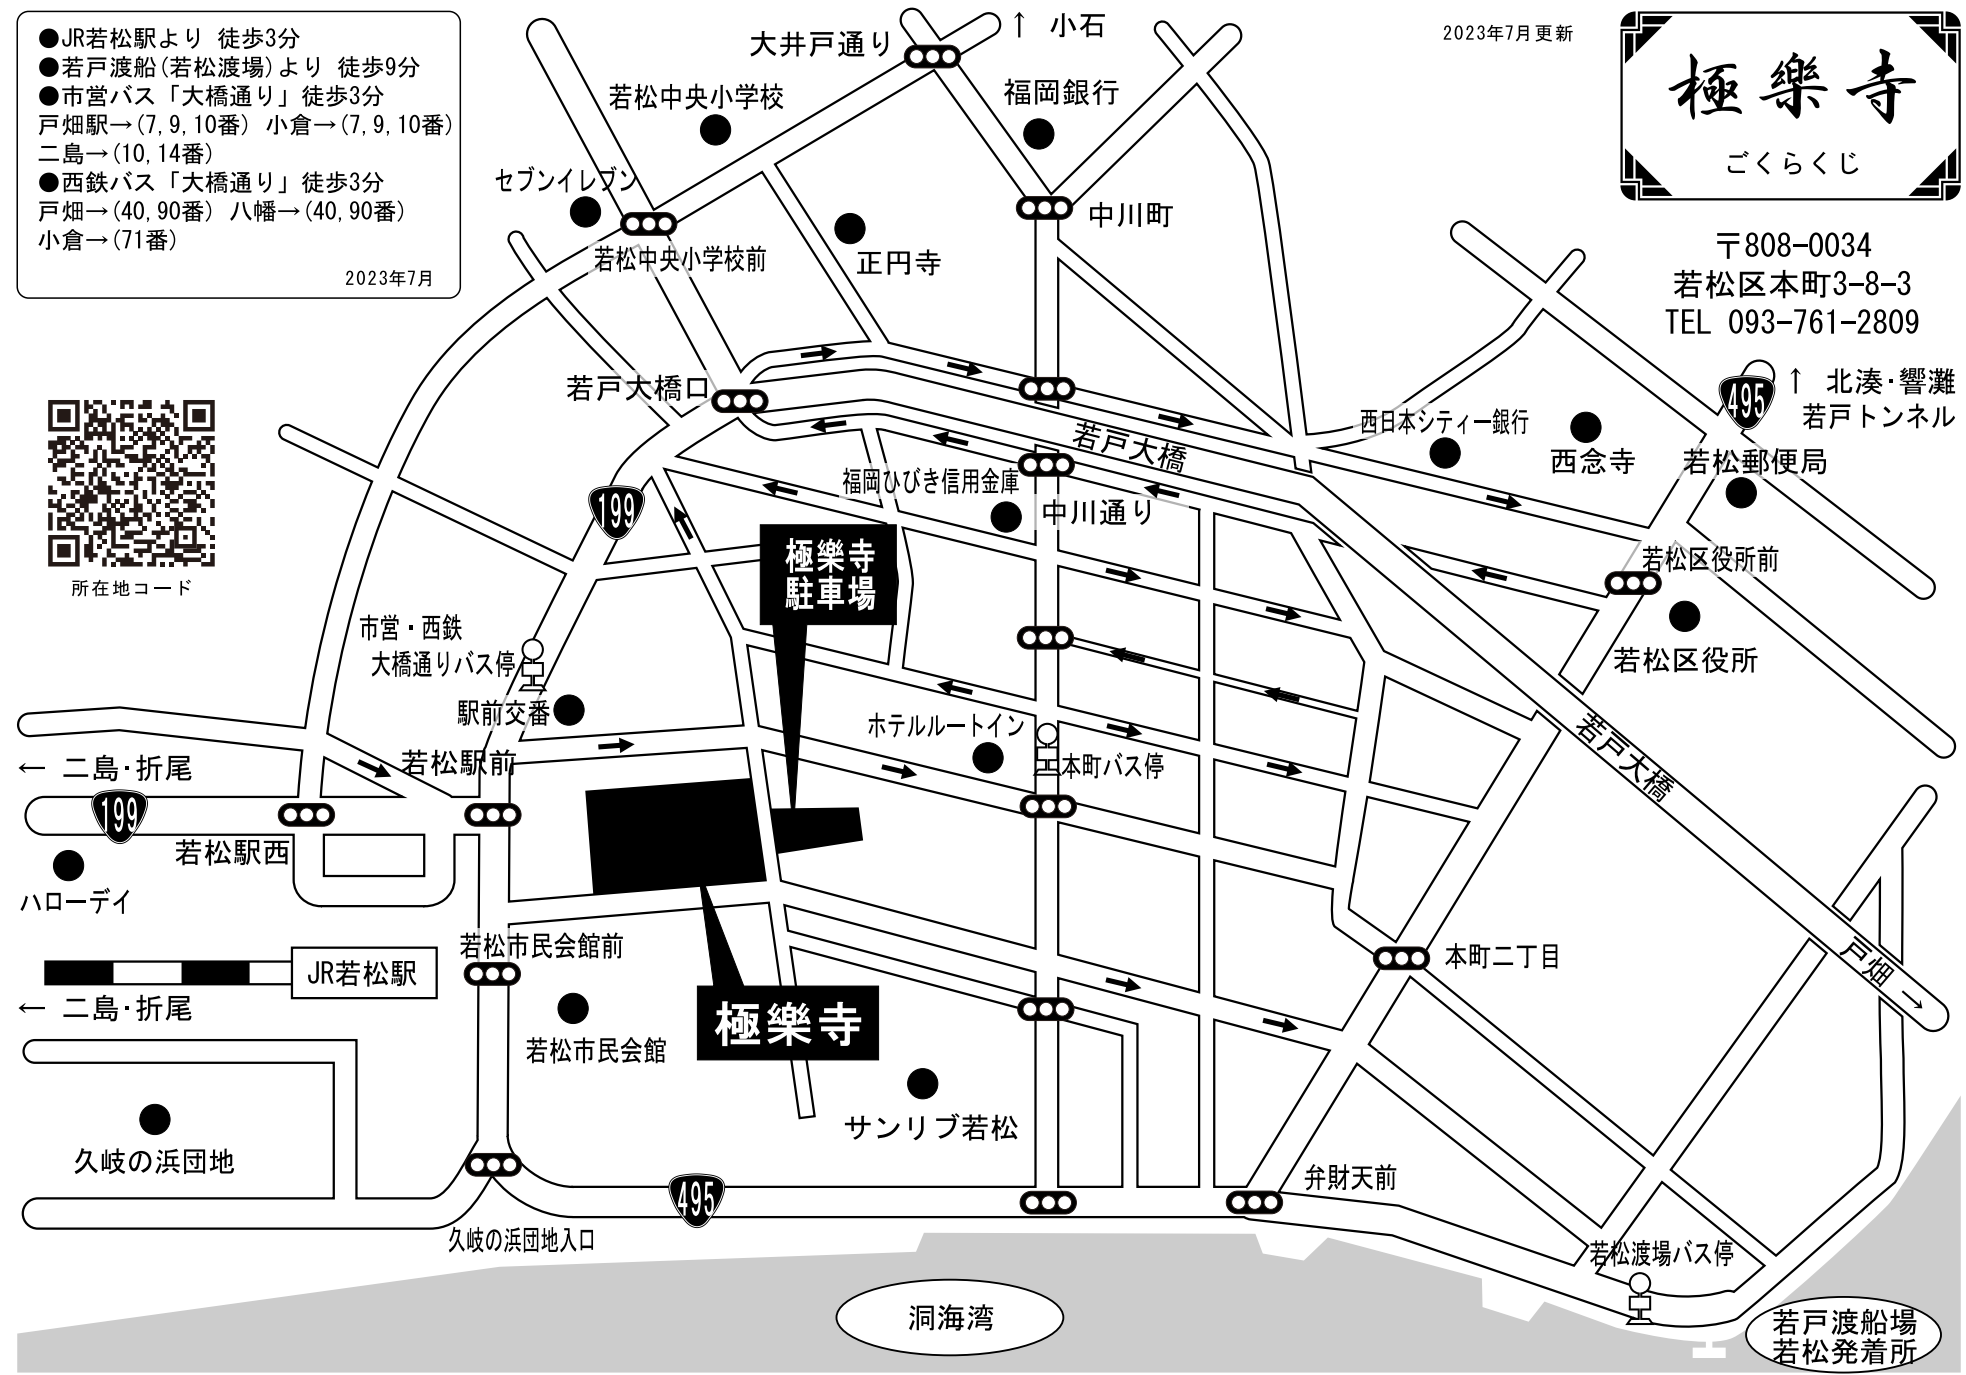 ●JR若松駅より 徒歩3分
●若戸渡船(若松渡場)より 徒歩9分
●市営バス「大橋通り」徒歩3分
戸畑駅→(7,9,10番) 小倉→(7,9,10番)
二島→(10,14番)
●西鉄バス「大橋通り」徒歩3分
戸畑→(40,90番) 八幡→(40,90番)
小倉→(71番)
2023年7月
所在地コード
2023年7月更新
極樂寺
ごくらくじ
〒808-0034
若松区本町3-8-3
TEL 093-761-2809
↑ 小石
大井戸通り
若松中央小学校
福岡銀行
セブンイレブン
中川町
若松中央小学校前
正円寺
若戸大橋口
495
↑ 北湊・響灘
若戸トンネル
西日本シティー銀行
西念寺
若松郵便局
若戸大橋
福岡ひびき信用金庫
中川通り
199
極樂寺
駐車場
若松区役所前
若松区役所
市営・西鉄
大橋通りバス停
駅前交番
ホテルルートイン
本町バス停
若戸大橋
← 二島・折尾
若松駅前
199
若松駅西
ハローデイ
若松市民会館前
本町二丁目
戸畑 →
JR若松駅
← 二島・折尾
極樂寺
若松市民会館
サンリブ若松
久岐の浜団地
495
弁財天前
久岐の浜団地入口
若松渡場バス停
洞海湾
若戸渡船場
若松発着所